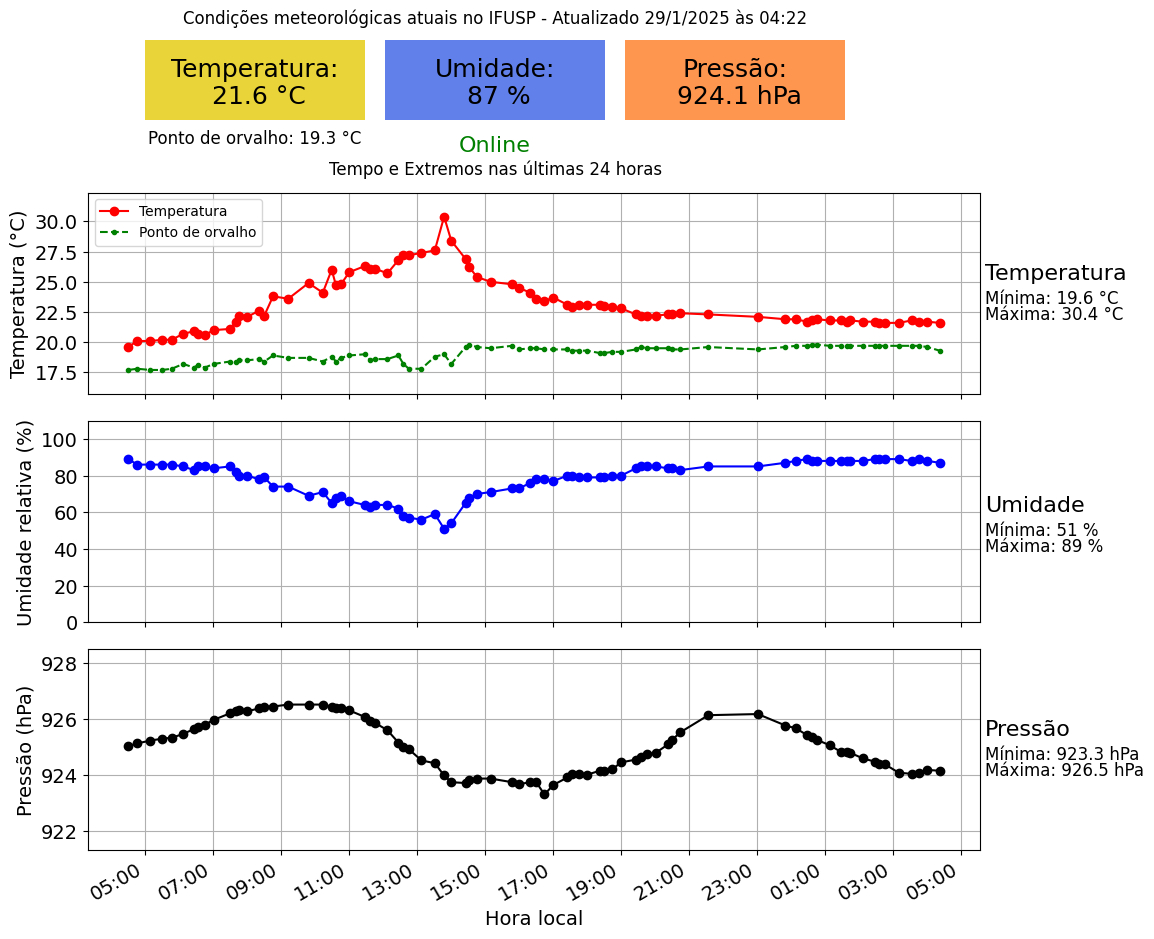 Condições meteorológicas atuais no IFUSP - Atualizado 29/1/2025 às 04:22
Temperatura:
21.6 °C
Umidade:
87 %
Pressão:
924.1 hPa
Ponto de orvalho: 19.3 °C
Online
Tempo e Extremos nas últimas 24 horas
Temperatura (°C)
30.0
27.5
25.0
22.5
20.0
17.5
Temperatura
Ponto de orvalho
Temperatura
Mínima: 19.6 °C
Máxima: 30.4 °C
Umidade relativa (%)
100
80
60
40
20
0
Umidade
Mínima: 51 %
Máxima: 89 %
Pressão (hPa)
928
926
924
922
Pressão
Mínima: 923.3 hPa
Máxima: 926.5 hPa
05:00 07:00 09:00 11:00 13:00 15:00 17:00 19:00 21:00 23:00 01:00 03:00 05:00
Hora local